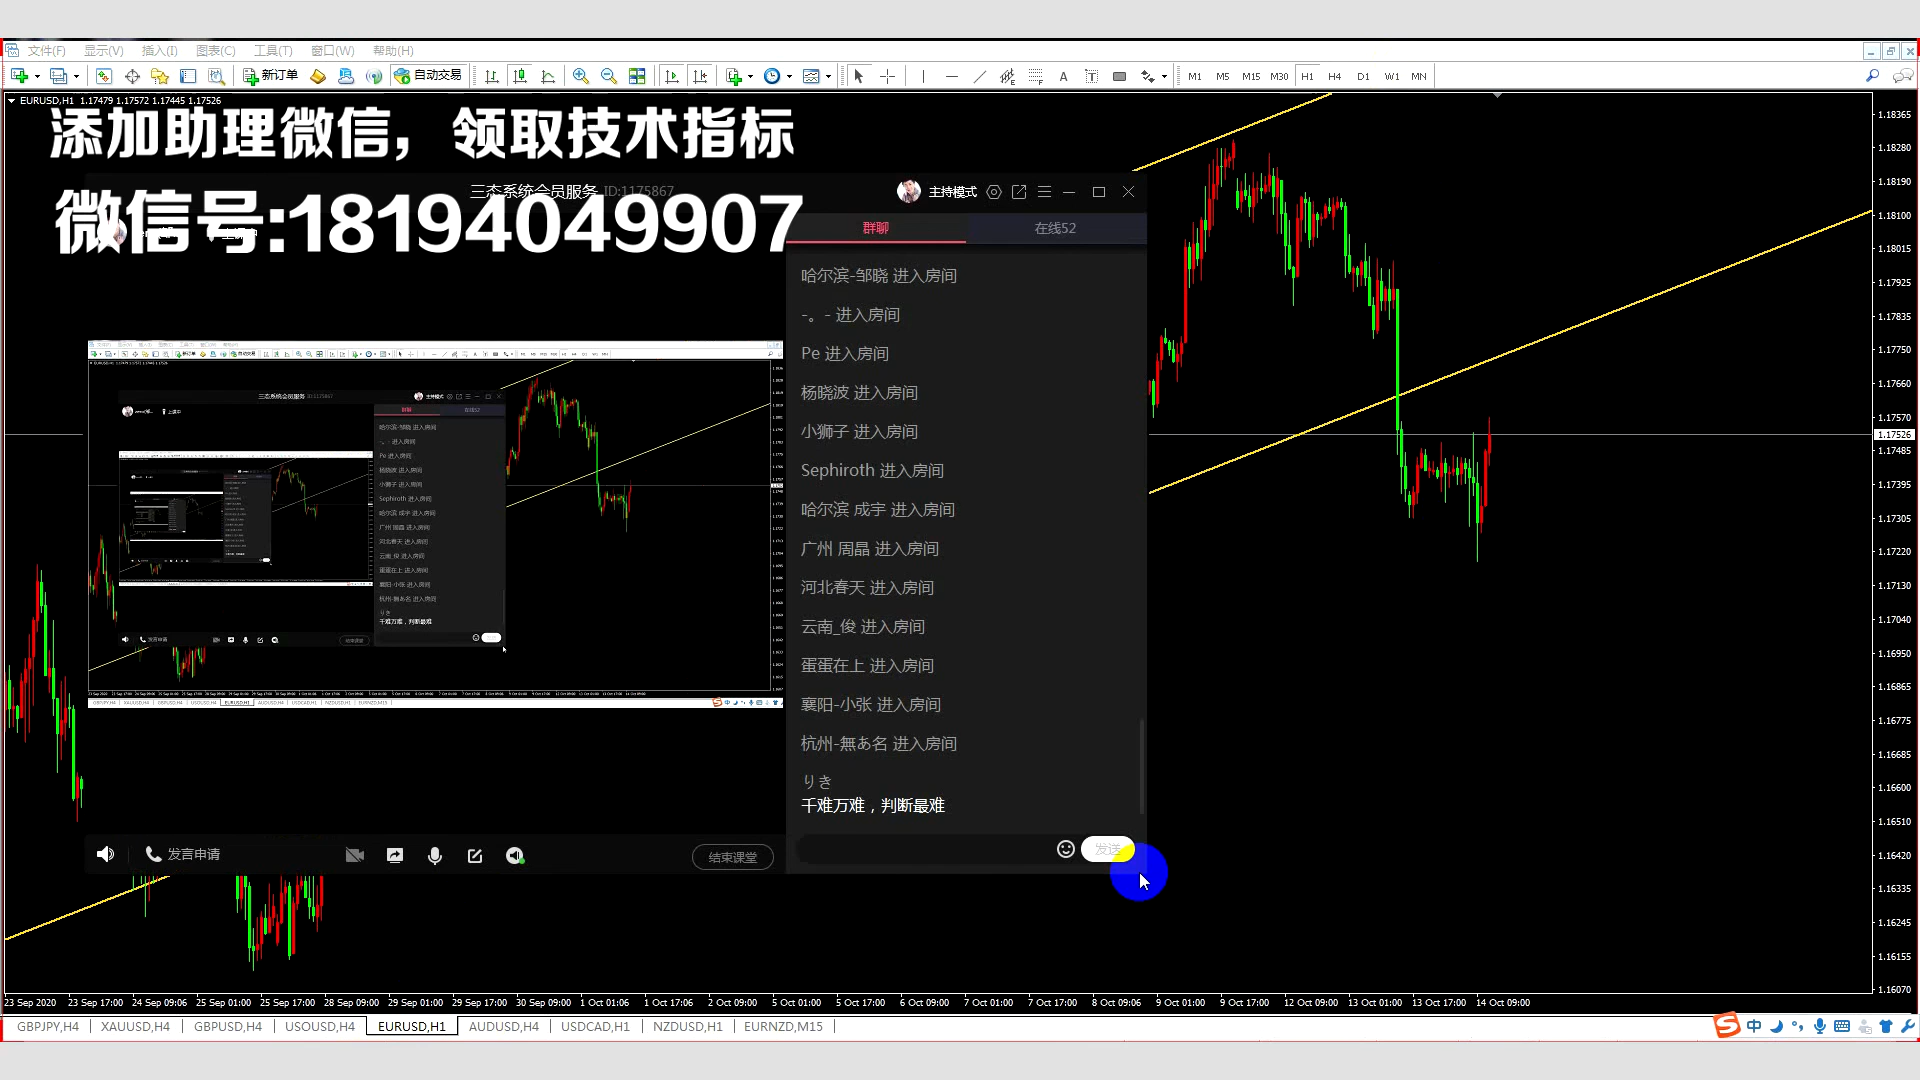 文件(F) 显示(V) 插入(I) 图表(C) 工具(T) 窗口(W) 帮助(H)
新订单 自动交易 M1 M5 M15 M30 H1 H4 D1 W1 MN
EURUSD,H1 1.17479 1.17572 1.17445 1.17526
添加助理微信，领取技术指标
三态系统会员服务 ID:1175867 主持模式
微信号:18194049907
群聊 在线52
哈尔滨-邹晓 进入房间
-。- 进入房间
Pe 进入房间
杨晓波 进入房间
小狮子 进入房间
Sephiroth 进入房间
哈尔滨 成宇 进入房间
广州 周晶 进入房间
河北春天 进入房间
云南_俊 进入房间
蛋蛋在上 进入房间
襄阳-小张 进入房间
杭州-無あ名 进入房间
りき
千难万难，判断最难
发言申请 结束课堂 发送
1.18365
1.18280
1.18190
1.18100
1.18015
1.17925
1.17835
1.17750
1.17660
1.17570
1.17526
1.17485
1.17395
1.17305
1.17220
1.17130
1.17040
1.16950
1.16865
1.16775
1.16685
1.16600
1.16510
1.16420
1.16335
1.16245
1.16155
1.16070
23 Sep 2020 23 Sep 17:00 24 Sep 09:06 25 Sep 01:00 25 Sep 17:00 28 Sep 09:00 29 Sep 01:00 29 Sep 17:00 30 Sep 09:00 1 Oct 01:06 1 Oct 17:06 2 Oct 09:00 5 Oct 01:00 5 Oct 17:00 6 Oct 09:00 7 Oct 01:00 7 Oct 17:00 8 Oct 09:06 9 Oct 01:00 9 Oct 17:00 12 Oct 09:00 13 Oct 01:00 13 Oct 17:00 14 Oct 09:00
GBPJPY,H4 XAUUSD,H4 GBPUSD,H4 USOUSD,H4 EURUSD,H1 AUDUSD,H4 USDCAD,H1 NZDUSD,H1 EURNZD,M15
中